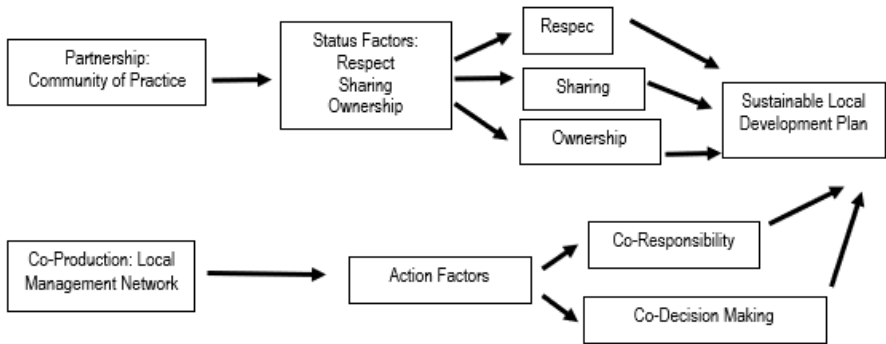 Partnership:
Community of Practice
Status Factors:
Respect
Sharing
Ownership
Respec
Sharing
Ownership
Sustainable Local
Development Plan
Co-Production: Local
Management Network
Action Factors
Co-Responsibility
Co-Decision Making